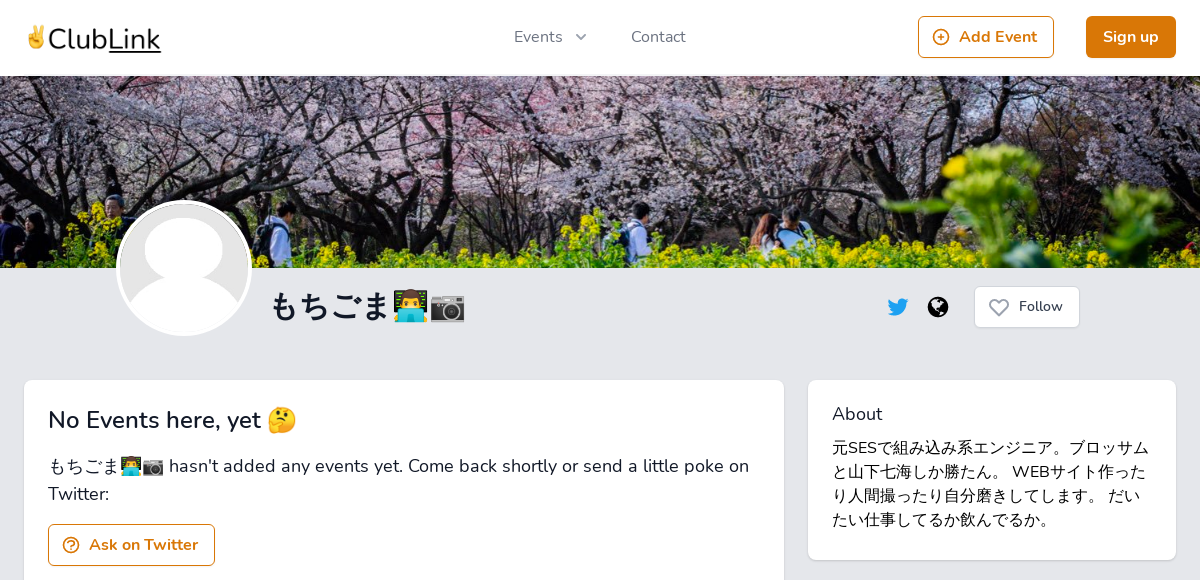 ✌️ClubLink
Events
Contact
Add Event
Sign up
もちごま👨‍💻📷
Follow
No Events here, yet 🤔
もちごま👨‍💻📷 hasn't added any events yet. Come back shortly or send a little poke on
Twitter:
Ask on Twitter
About
元SESで組み込み系エンジニア。ブロッサム
と山下七海しか勝たん。 WEBサイト作った
り人間撮ったり自分磨きしてします。 だい
たい仕事してるか飲んでるか。